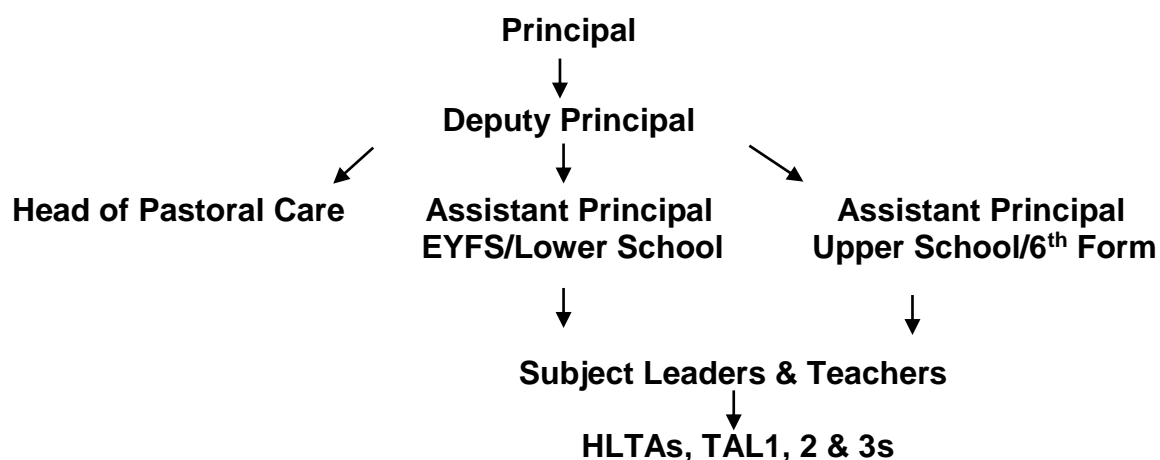 Principal
Deputy Principal
Head of Pastoral Care
Assistant Principal
EYFS/Lower School
Assistant Principal
Upper School/6th Form
Subject Leaders & Teachers
HLTAs, TAL1, 2 & 3s